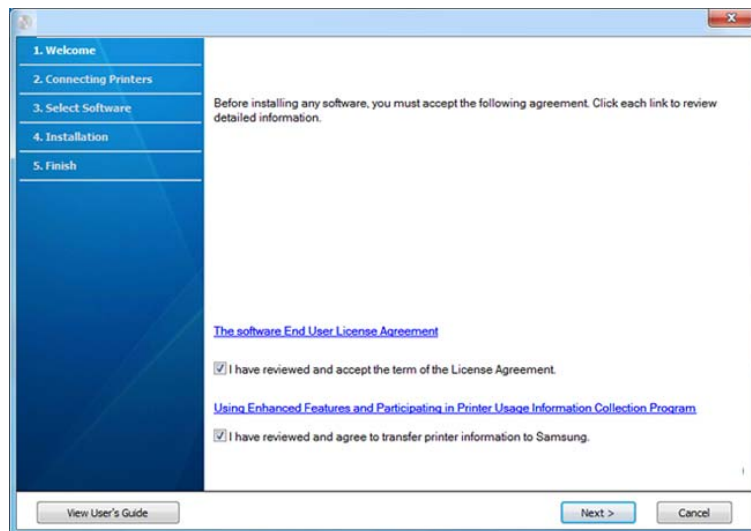 1. Welcome
2. Connecting Printers
3. Select Software
4. Installation
5. Finish
Before installing any software, you must accept the following agreement. Click each link to review
detailed information.
The software End User License Agreement
I have reviewed and accept the term of the License Agreement.
Using Enhanced Features and Participating in Printer Usage Information Collection Program
I have reviewed and agree to transfer printer information to Samsung.
View User's Guide
Next >
Cancel